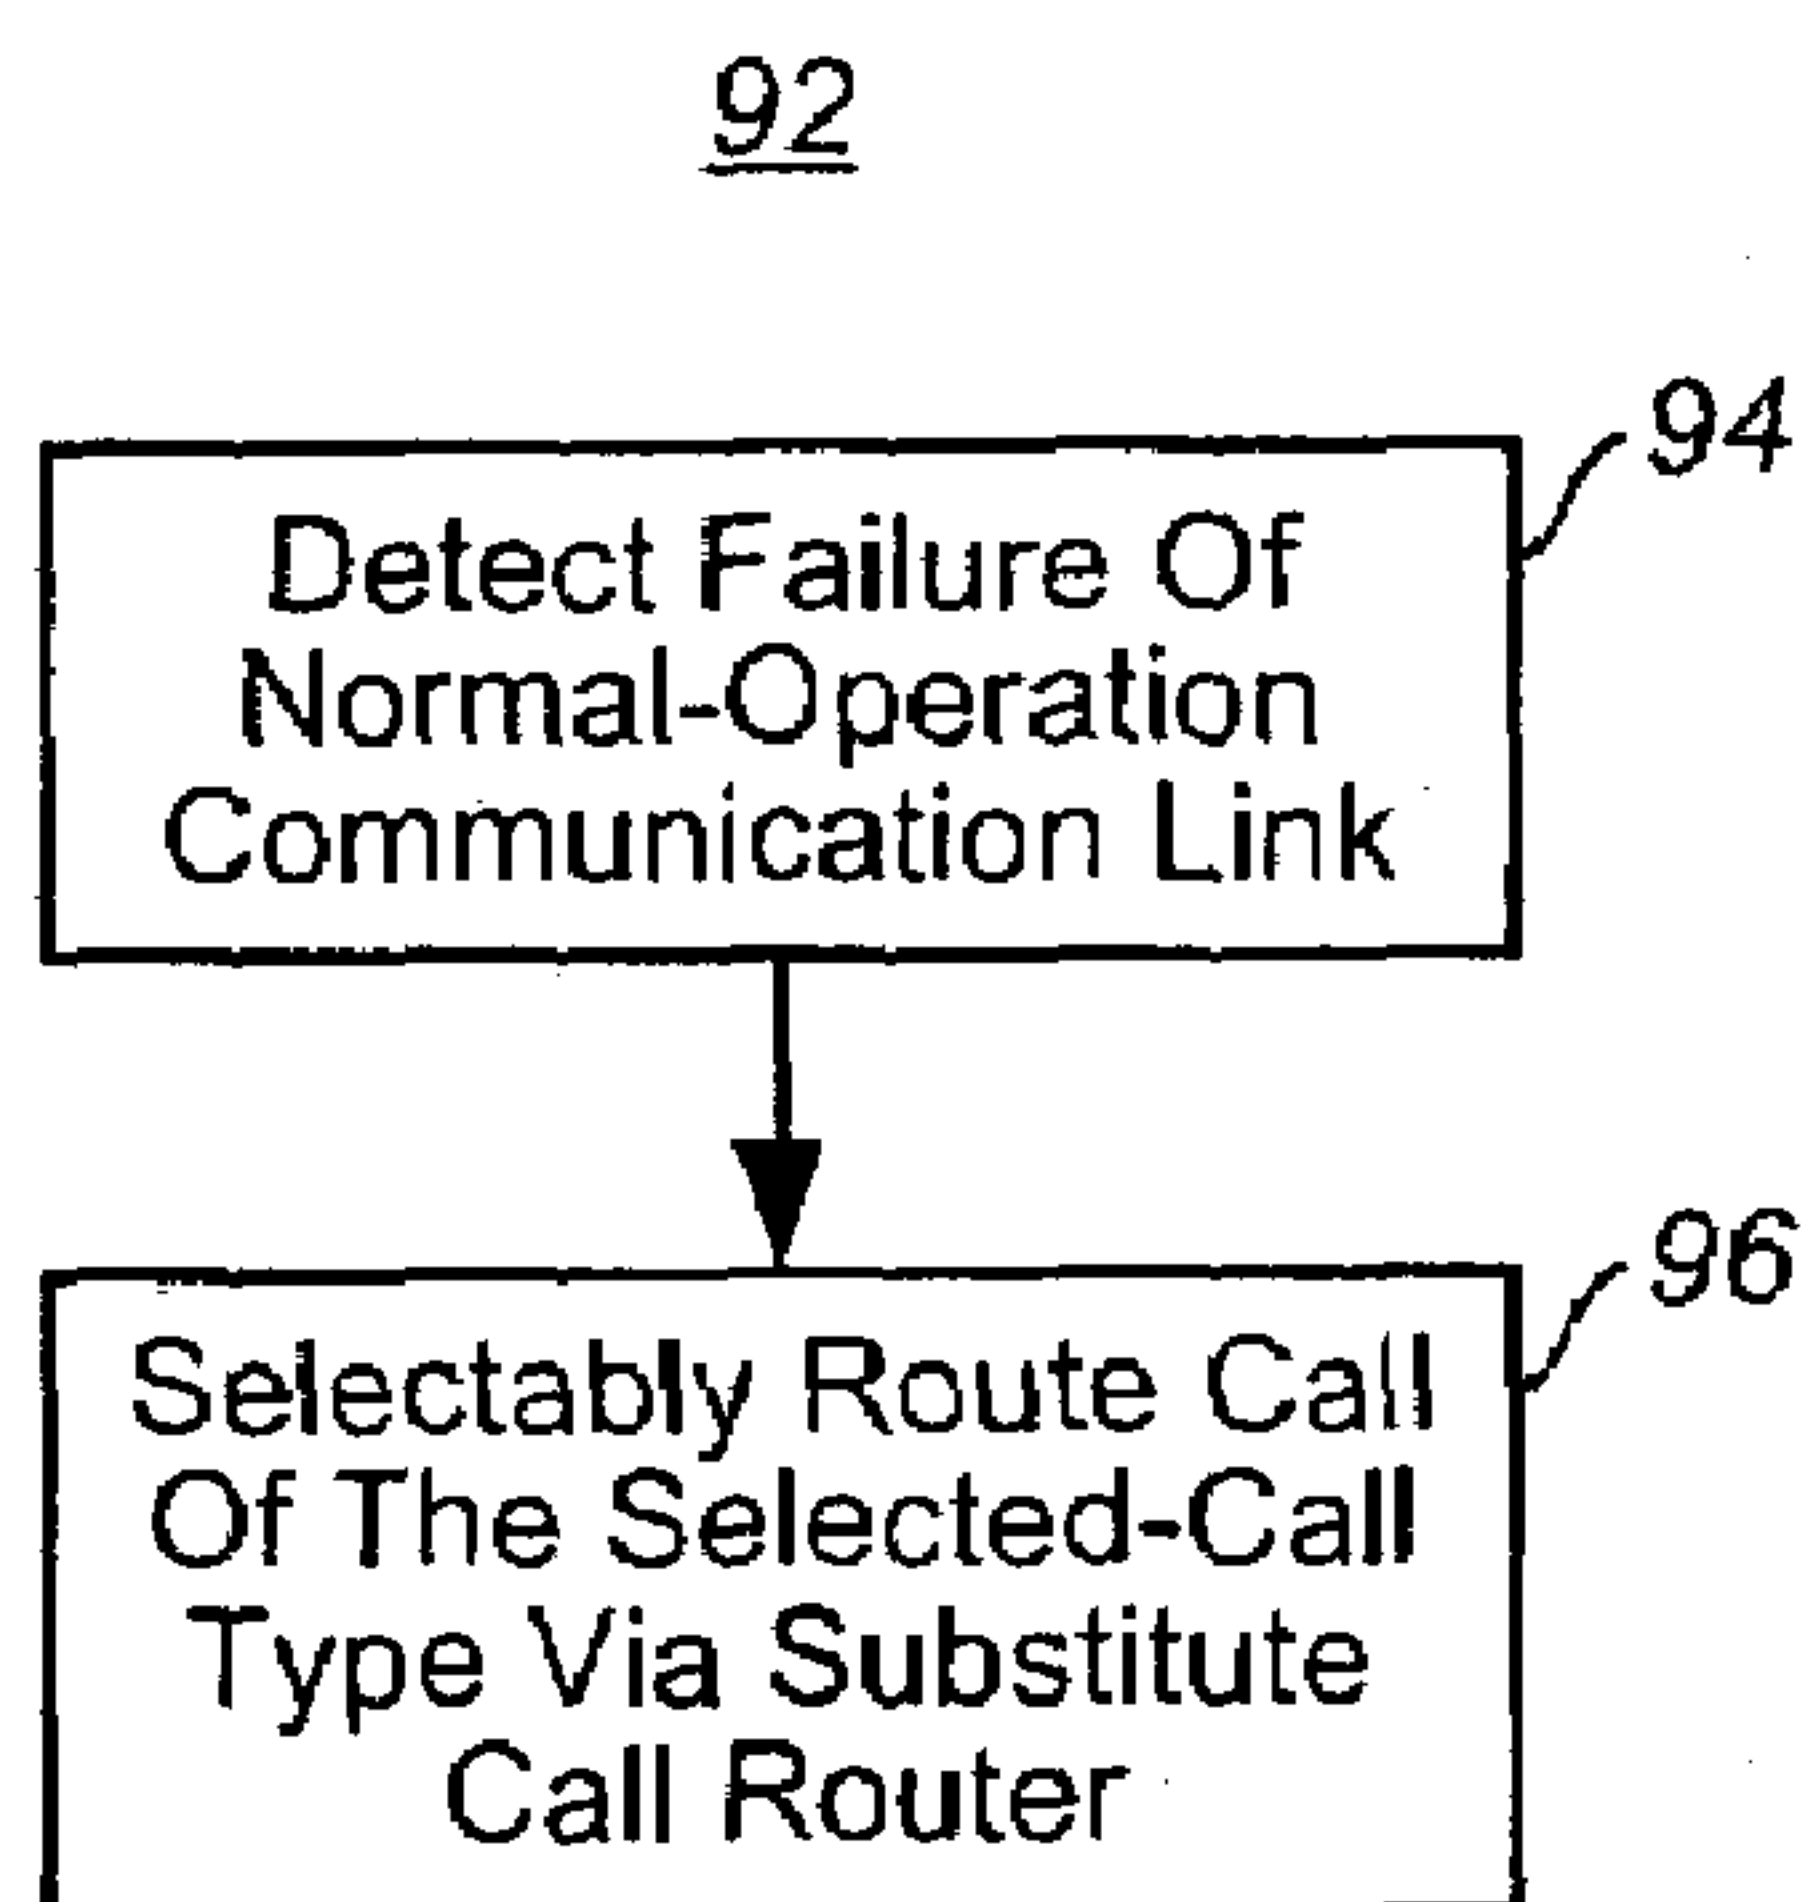 92
94
Detect Failure Of
Normal-Operation
Communication Link
96
Selectably Route Call
Of The Selected-Call
Type Via Substitute
Call Router